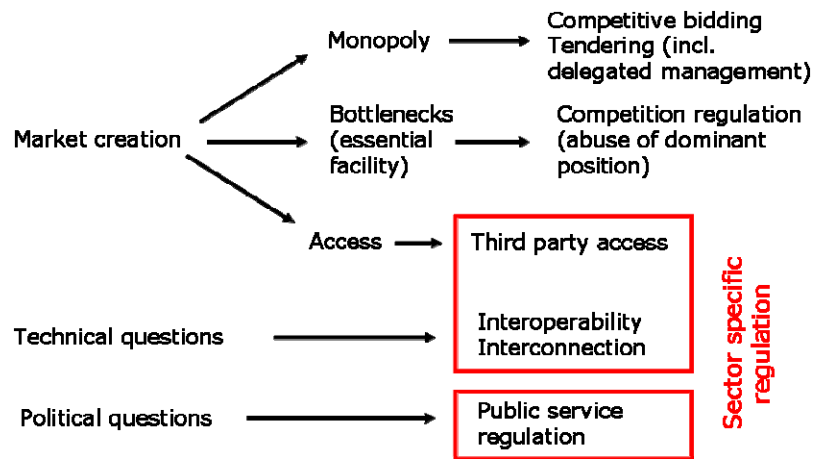 Monopoly
Competitive bidding
Tendering (incl.
delegated management)
Market creation
Bottlenecks
(essential
facility)
Competition regulation
(abuse of dominant
position)
Access
Third party access
Technical questions
Interoperability
Interconnection
Political questions
Public service
regulation
Sector specific
regulation